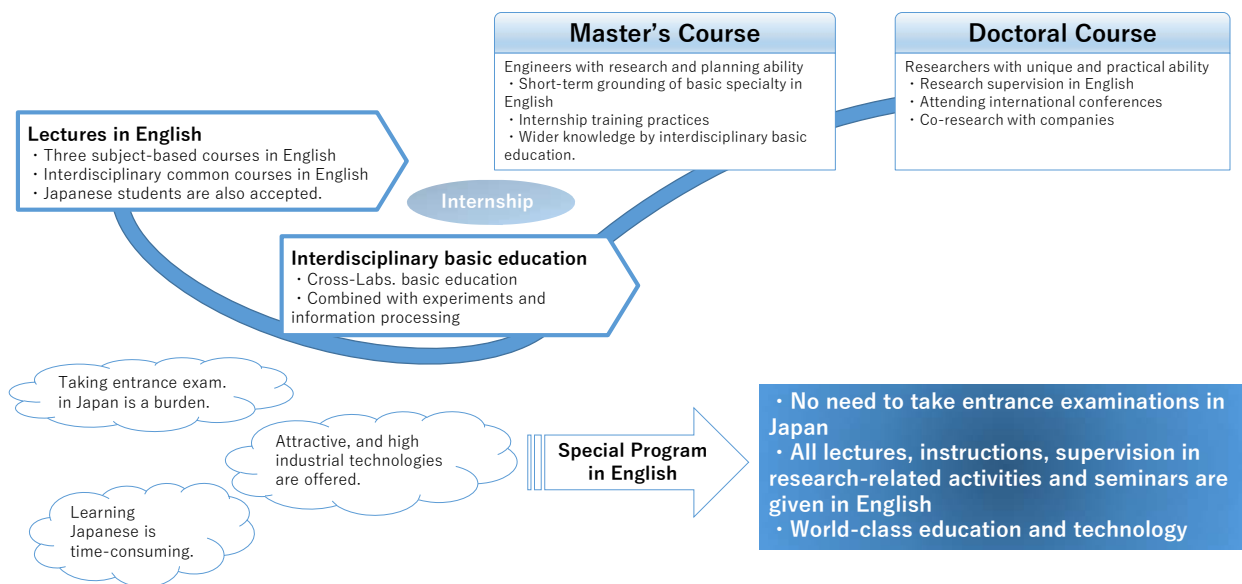 Master’s Course
Engineers with research and planning ability
・Short-term grounding of basic specialty in
English
・Internship training practices
・Wider knowledge by interdisciplinary basic
education.
Doctoral Course
Researchers with unique and practical ability
・Research supervision in English
・Attending international conferences
・Co-research with companies
Lectures in English
・Three subject-based courses in English
・Interdisciplinary common courses in English
・Japanese students are also accepted.
Internship
Interdisciplinary basic education
・Cross-Labs. basic education
・Combined with experiments and
information processing
Taking entrance exam.
in Japan is a burden.
Attractive, and high
industrial technologies
are offered.
Learning
Japanese is
time-consuming.
Special Program
in English
・No need to take entrance examinations in
Japan
・All lectures, instructions, supervision in
research-related activities and seminars are
given in English
・World-class education and technology